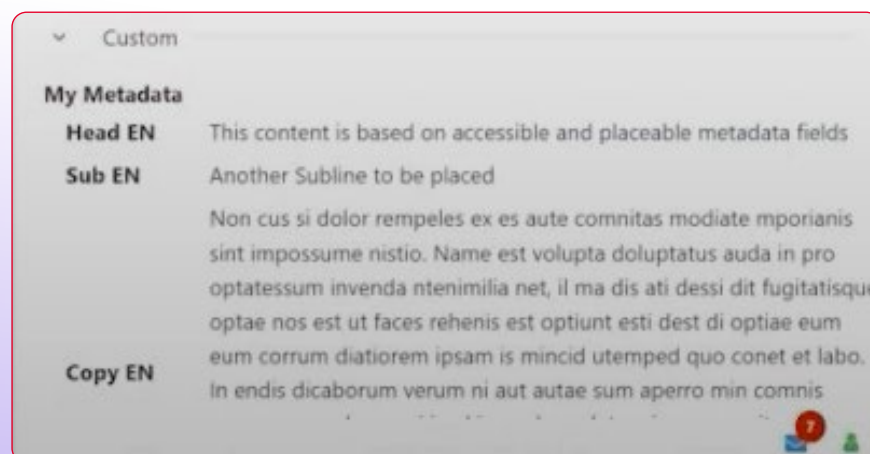 Custom
My Metadata
Head EN This content is based on accessible and placeable metadata fields
Sub EN Another Subline to be placed
Non cus si dolor rempeles ex es aute comnitas modiate mporianis
sint impossume nistio. Name est volupta doluptatus auda in pro
optatessum invenda ntenimilia net, il ma dis ati dessi dit fugitatisque
optae nos est ut faces rehenis est optiunt esti dest di optiae eum
eum corrum diatiorem ipsam is mincid utemped quo conet et labo.
Copy EN
In endis dicaborum verum ni aut autae sum aperro min comnis
7